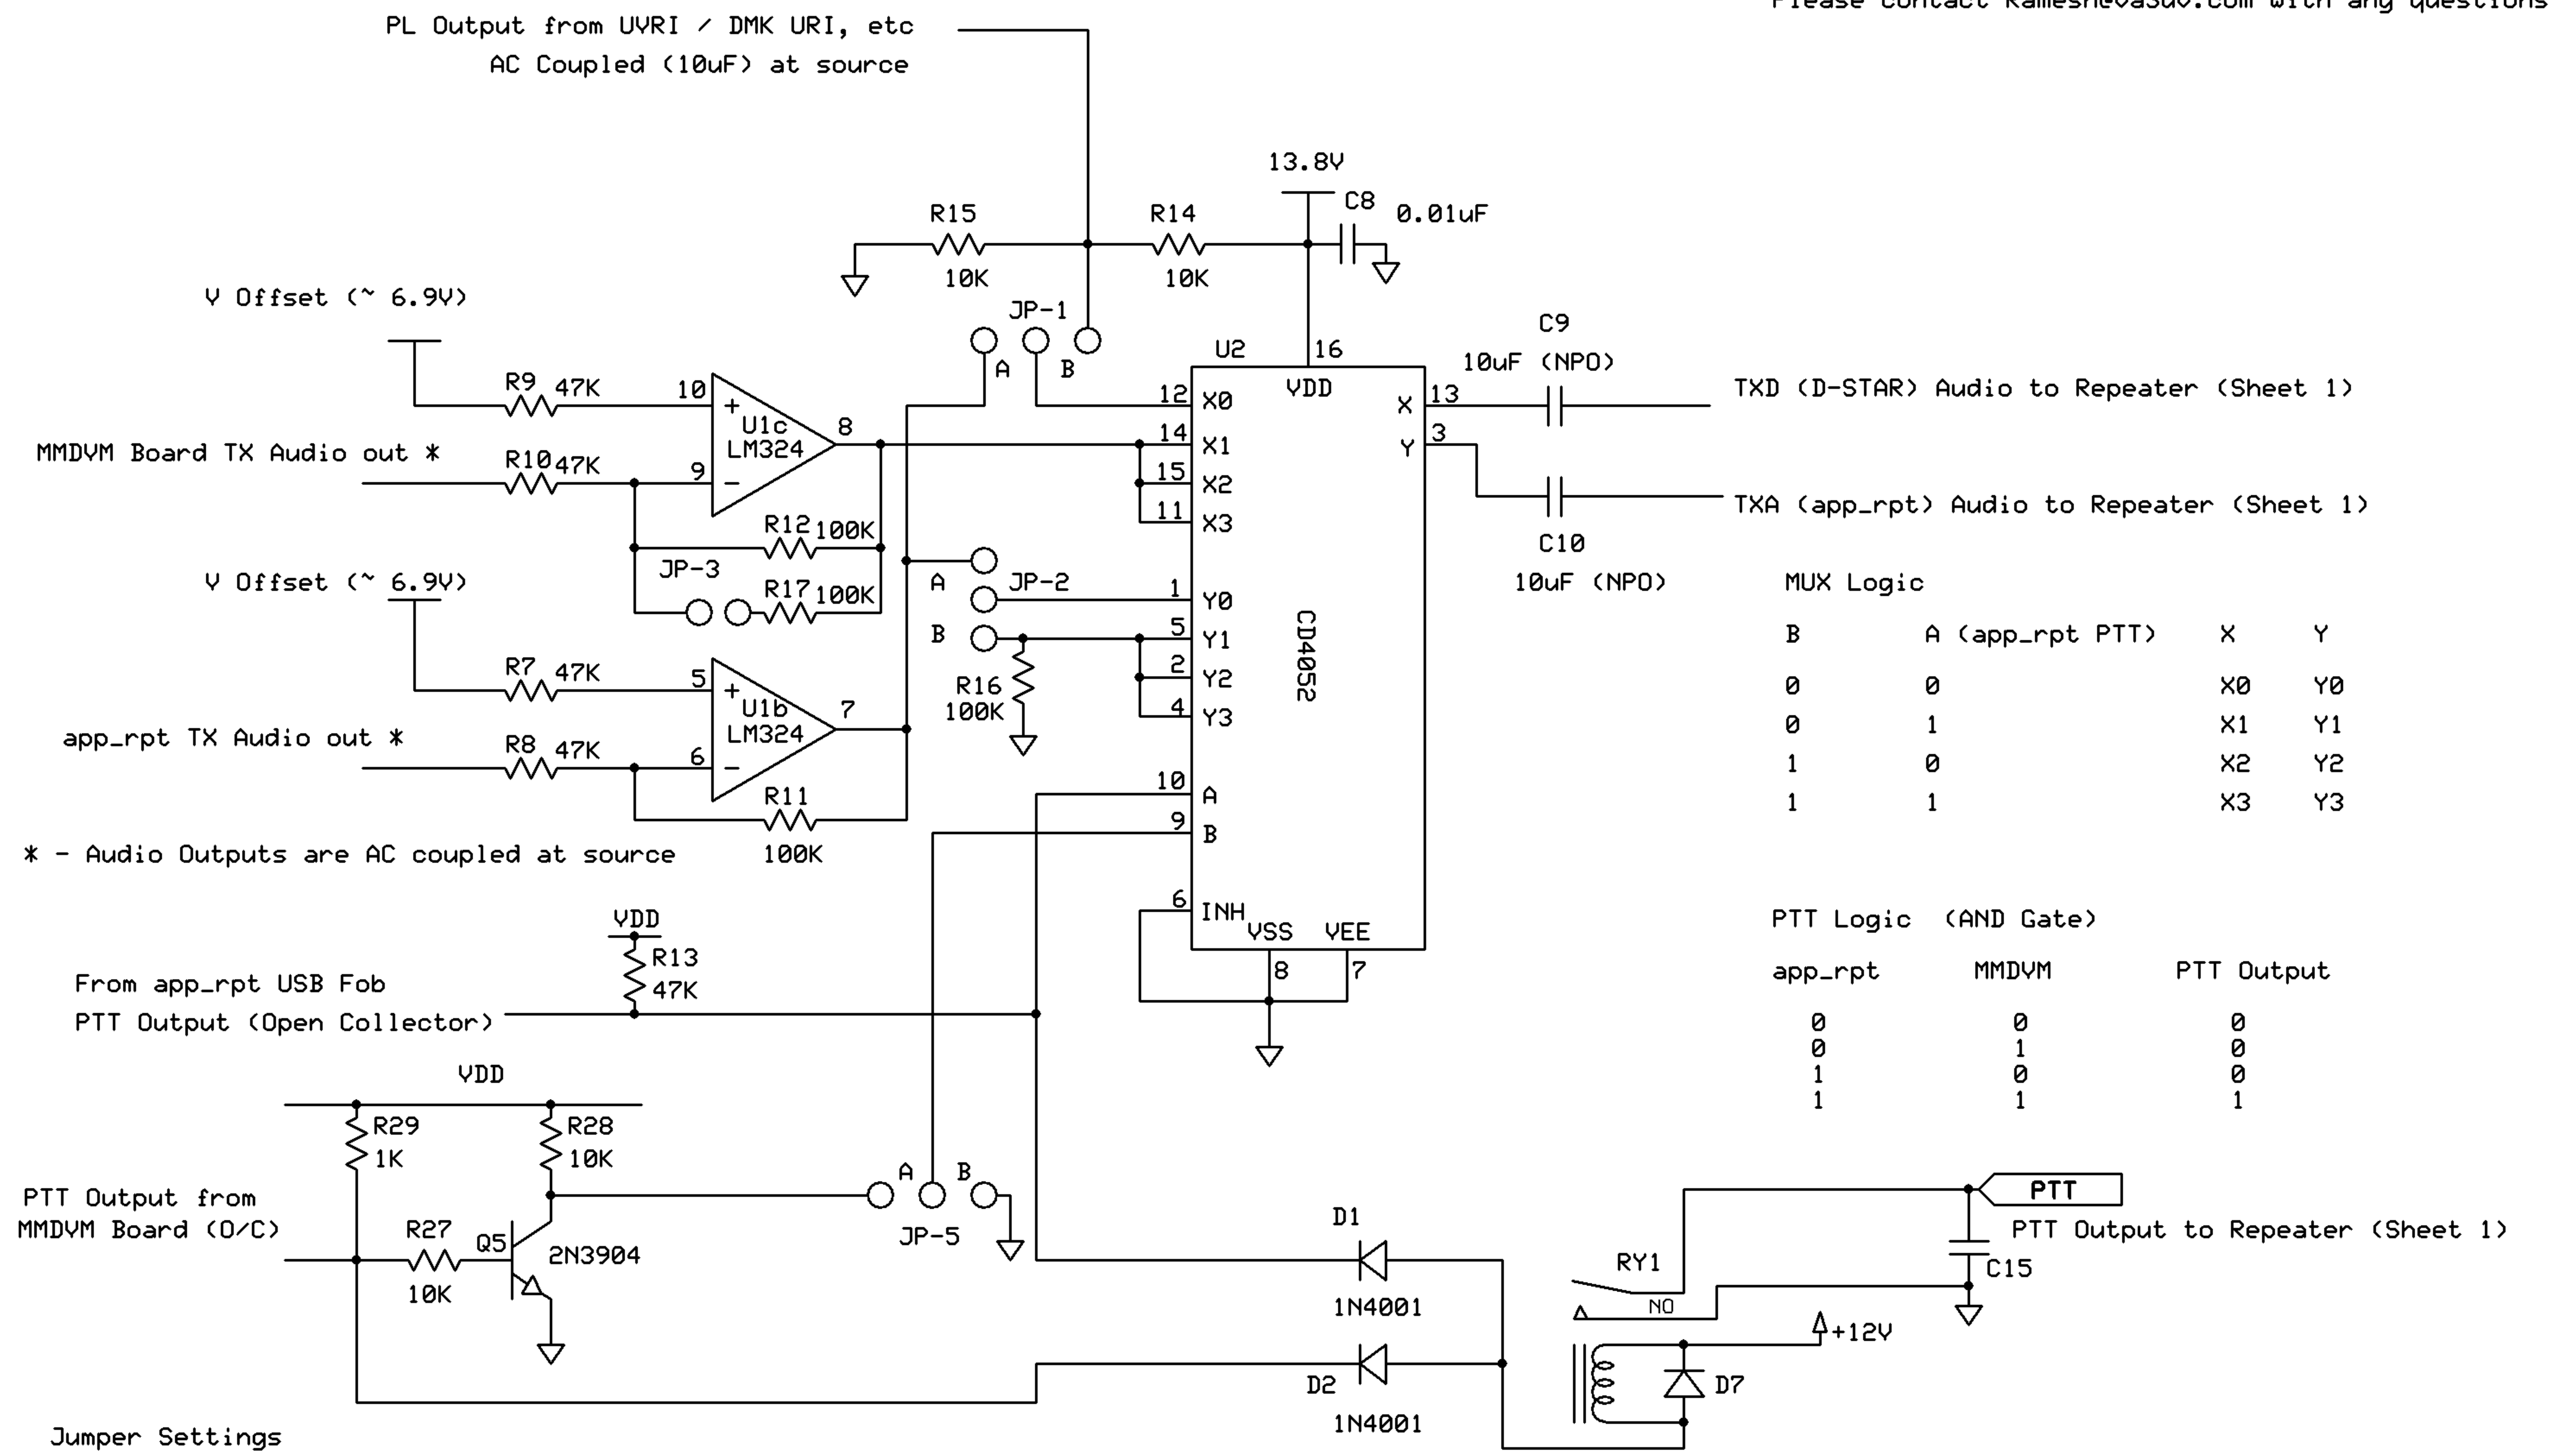 Please contact Ramesh@va3uv.com with any questions
PL Output from UVRI / DMK URI, etc
AC Coupled (10uF) at source
13.8V
C8
0.01uF
R15
10K
R14
10K
V Offset (~ 6.9V)
JP-1
A
B
R9 47K
10
+
U1c
LM324
8
MMDVM Board TX Audio out *
R10 47K
9
-
R12 100K
JP-3
R17 100K
V Offset (~ 6.9V)
R7 47K
5
+
U1b
LM324
7
app_rpt TX Audio out *
R8 47K
6
-
R11
100K
* - Audio Outputs are AC coupled at source
A
JP-2
B
R16
100K
U2
16
VDD
12 X0
14 X1
15 X2
11 X3
1 Y0
5 Y1
2 Y2
4 Y3
10 A
9 B
6 INH
VSS VEE
8 7
CD4052
X 13
Y 3
C9
10uF (NPO)
TXD (D-STAR) Audio to Repeater (Sheet 1)
TXA (app_rpt) Audio to Repeater (Sheet 1)
C10
10uF (NPO)
MUX Logic
B A (app_rpt PTT) X Y
0 0 X0 Y0
0 1 X1 Y1
1 0 X2 Y2
1 1 X3 Y3
PTT Logic (AND Gate)
app_rpt MMDVM PTT Output
0 0 0
0 1 0
1 0 0
1 1 1
VDD
R13
47K
From app_rpt USB Fob
PTT Output (Open Collector)
VDD
R29
1K
R28
10K
PTT Output from
MMDVM Board (O/C)
R27
10K
Q5
2N3904
A
B
JP-5
D1
1N4001
D2
1N4001
RY1
NO
PTT
PTT Output to Repeater (Sheet 1)
C15
+12V
D7
Jumper Settings